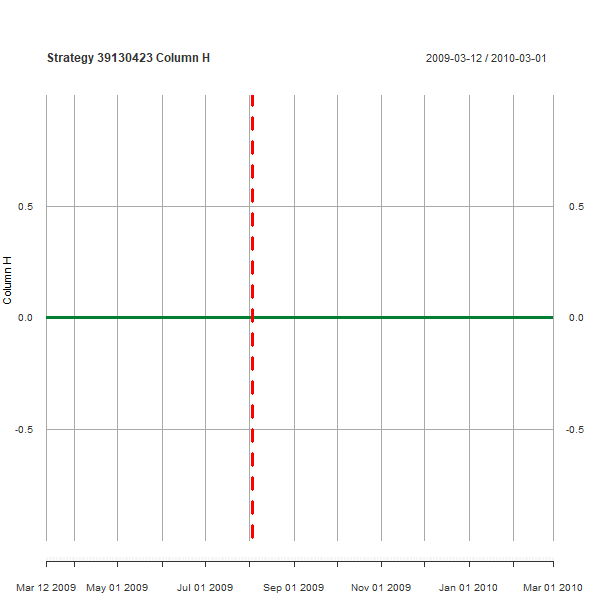 Strategy 39130423 Column H
2009-03-12 / 2010-03-01
Column H
0.5
0.5
0.0
0.0
-0.5
-0.5
Mar 12 2009
May 01 2009
Jul 01 2009
Sep 01 2009
Nov 01 2009
Jan 01 2010
Mar 01 2010